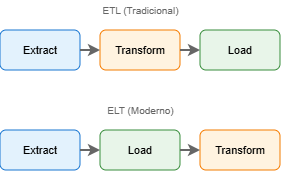 ETL (Tradicional)
Extract Transform Load
ELT (Moderno)
Extract Load Transform